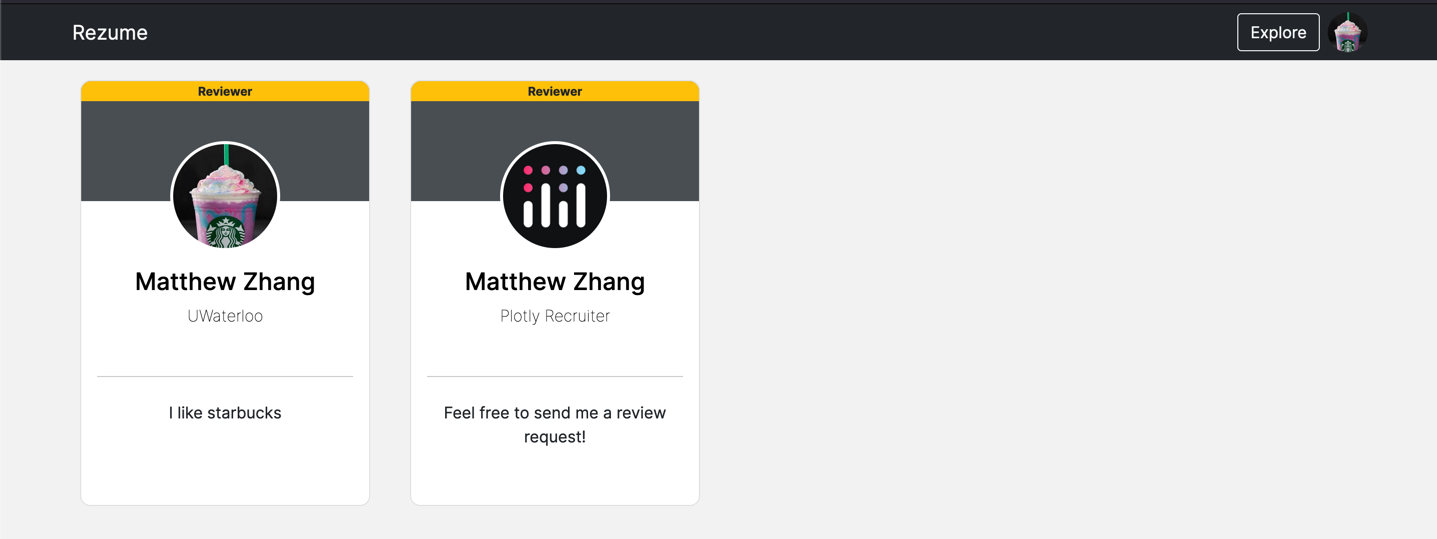 Rezume
Explore
Reviewer
Matthew Zhang
UWaterloo
I like starbucks
Reviewer
Matthew Zhang
Plotly Recruiter
Feel free to send me a review
request!